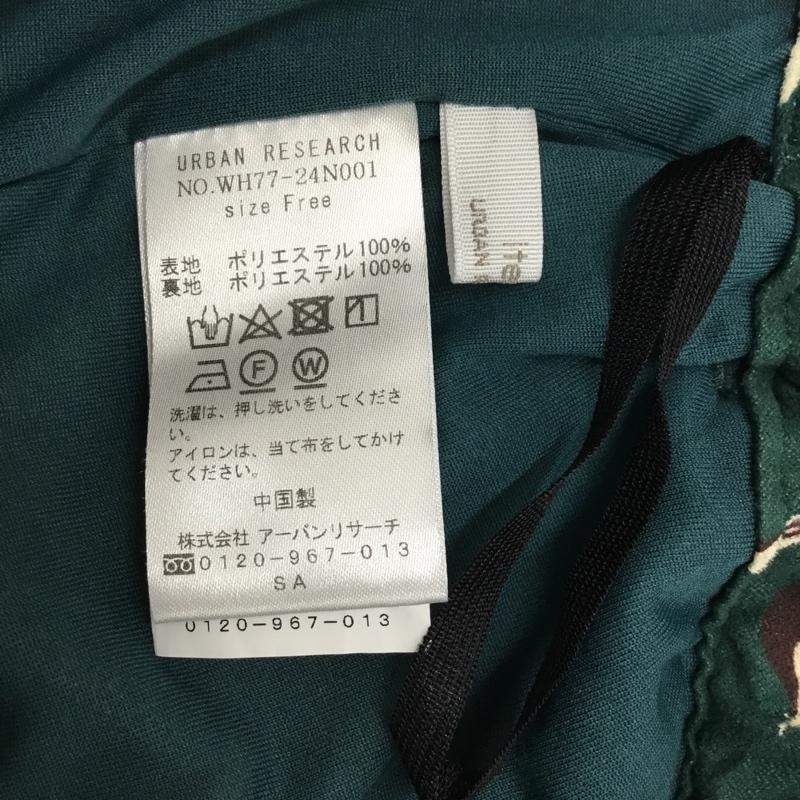 URBAN RESEARCH
NO.WH77-24N001
size Free
表地 ポリエステル100%
裏地 ポリエステル100%
F W
洗濯は、押し洗いをしてくださ
い。
アイロンは、当て布をしてかけ
てください。
中国製
株式会社 アーバンリサーチ
0120-967-013
SA
0120-967-013
ite
URBAN